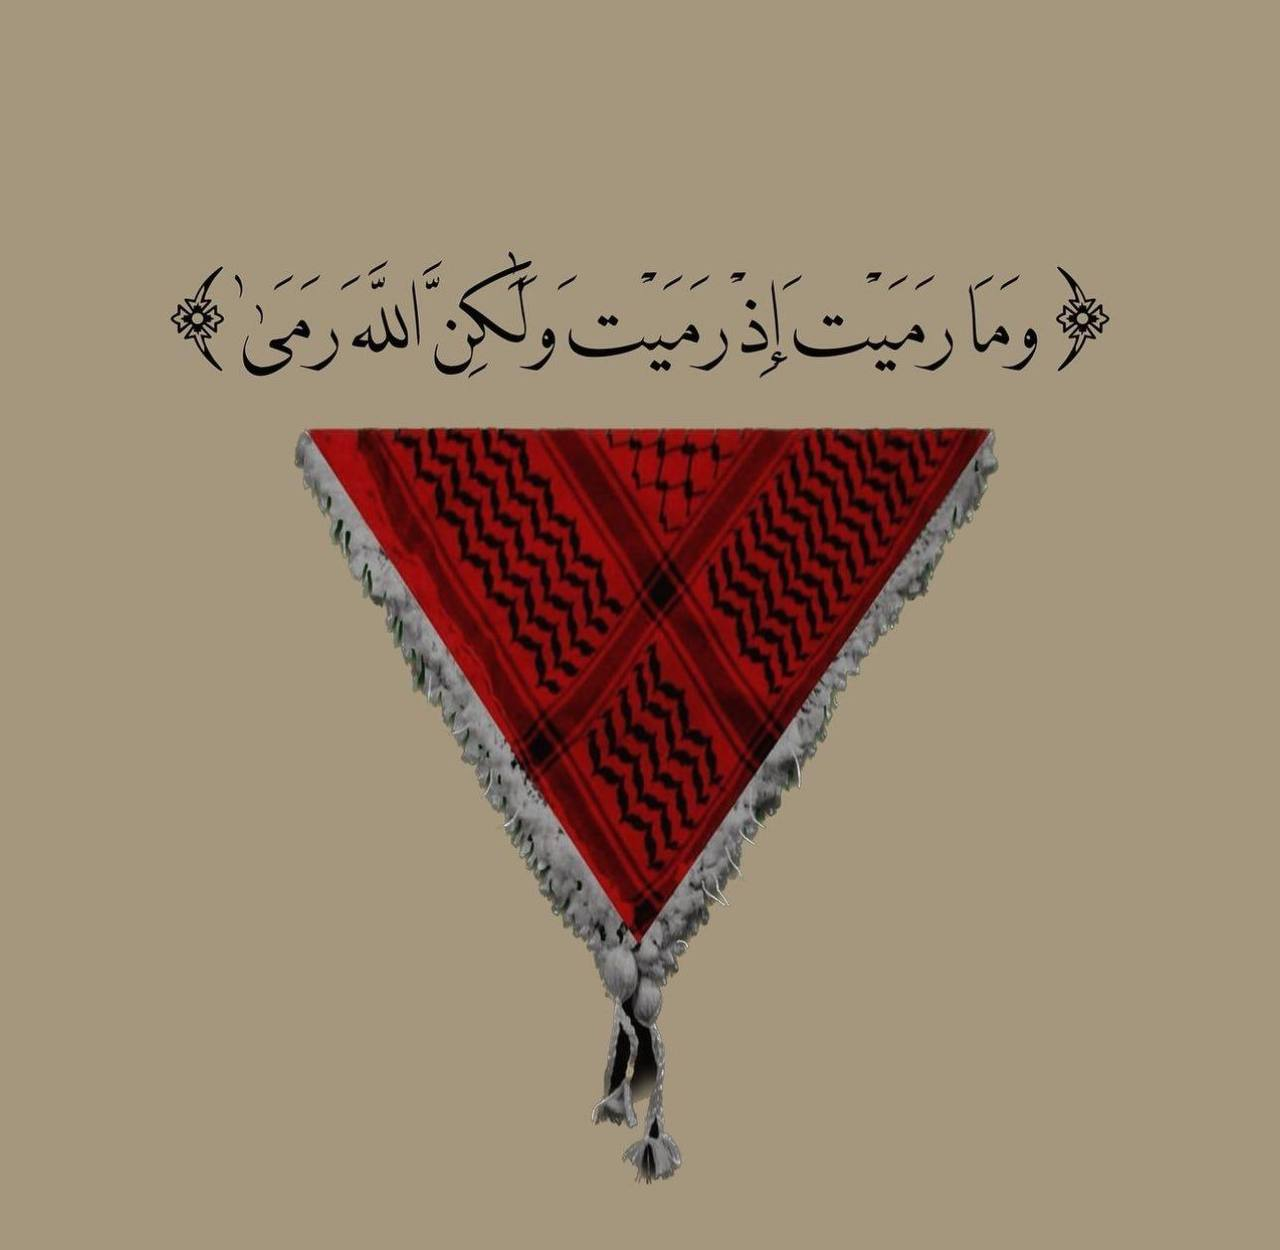 ﴿ وَمَا رَمَيْتَ إِذْ رَمَيْتَ وَلَٰكِنَّ اللَّهَ رَمَىٰ ﴾